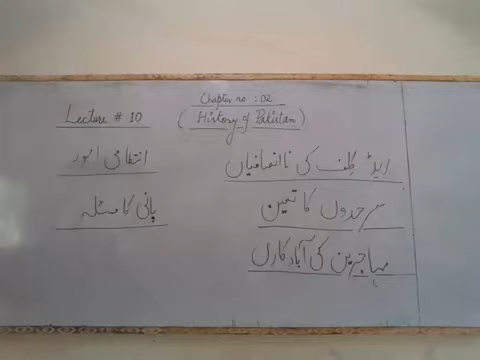 Chapter no : 02
Lecture # 10
( History of Pakistan )
ریڈ کلف کی ناانصافیاں
انتظامی امور
سرحدوں کا تعین
پانی کا مسئلہ
مہاجرین کی آبادکاری